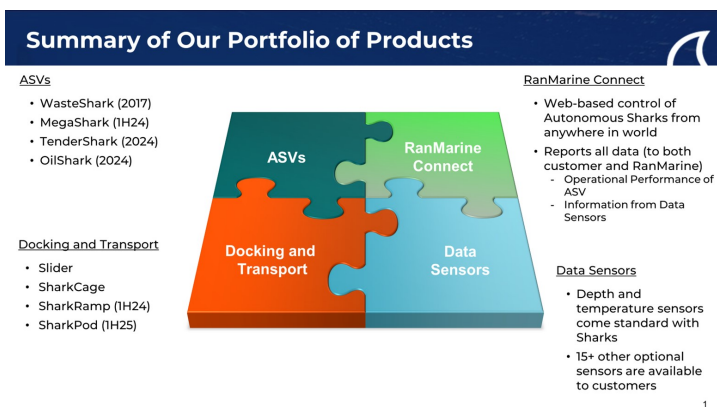 Summary of Our Portfolio of Products
ASVs
• WasteShark (2017)
• MegaShark (1H24)
• TenderShark (2024)
• OilShark (2024)
Docking and Transport
• Slider
• SharkCage
• SharkRamp (1H24)
• SharkPod (1H25)
ASVs
RanMarine
Connect
Docking and
Transport
Data
Sensors
RanMarine Connect
• Web-based control of
Autonomous Sharks from
anywhere in world
• Reports all data (to both
customer and RanMarine)
- Operational Performance of
ASV
- Information from Data
Sensors
Data Sensors
• Depth and
temperature sensors
come standard with
Sharks
• 15+ other optional
sensors are available
to customers
1